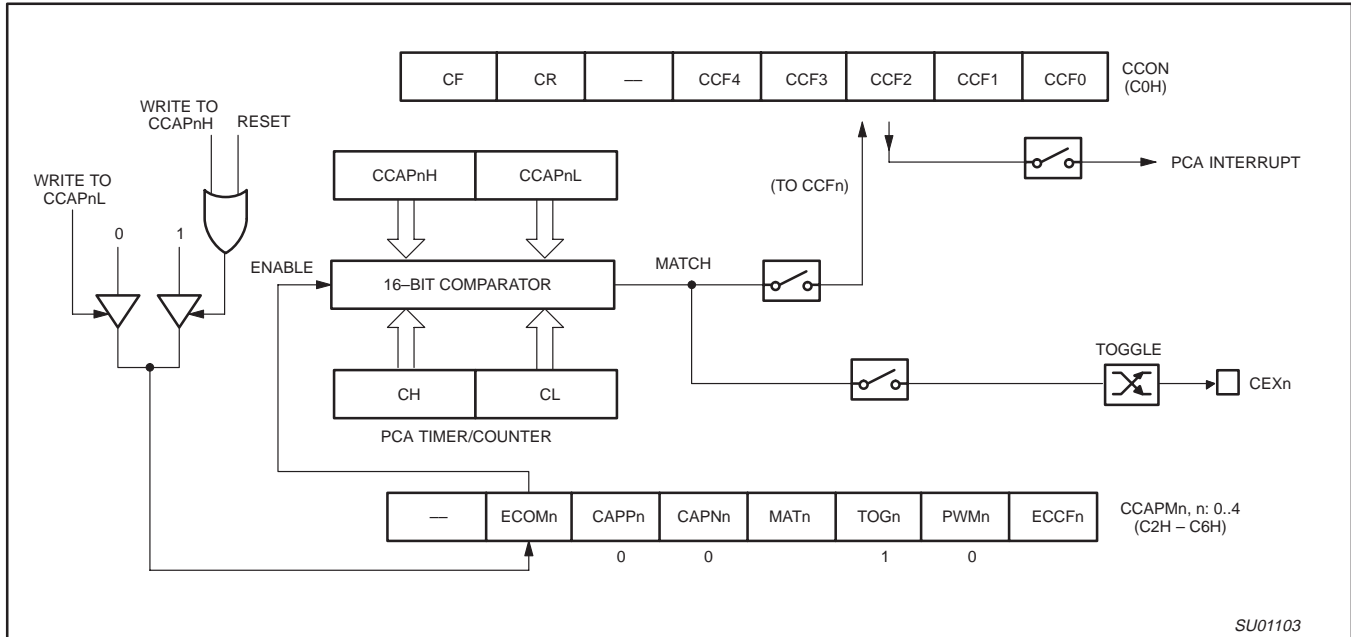 CF CR — CCF4 CCF3 CCF2 CCF1 CCF0
CCON
(C0H)
WRITE TO
CCAPnH
RESET
WRITE TO
CCAPnL
0 1
CCAPnH CCAPnL
(TO CCFn)
PCA INTERRUPT
ENABLE
16–BIT COMPARATOR
MATCH
TOGGLE
CH CL
CEXn
PCA TIMER/COUNTER
— ECOMn CAPPn CAPNn MATn TOGn PWMn ECCFn
CCAPMn, n: 0..4
(C2H – C6H)
0 0 1 0
SU01103